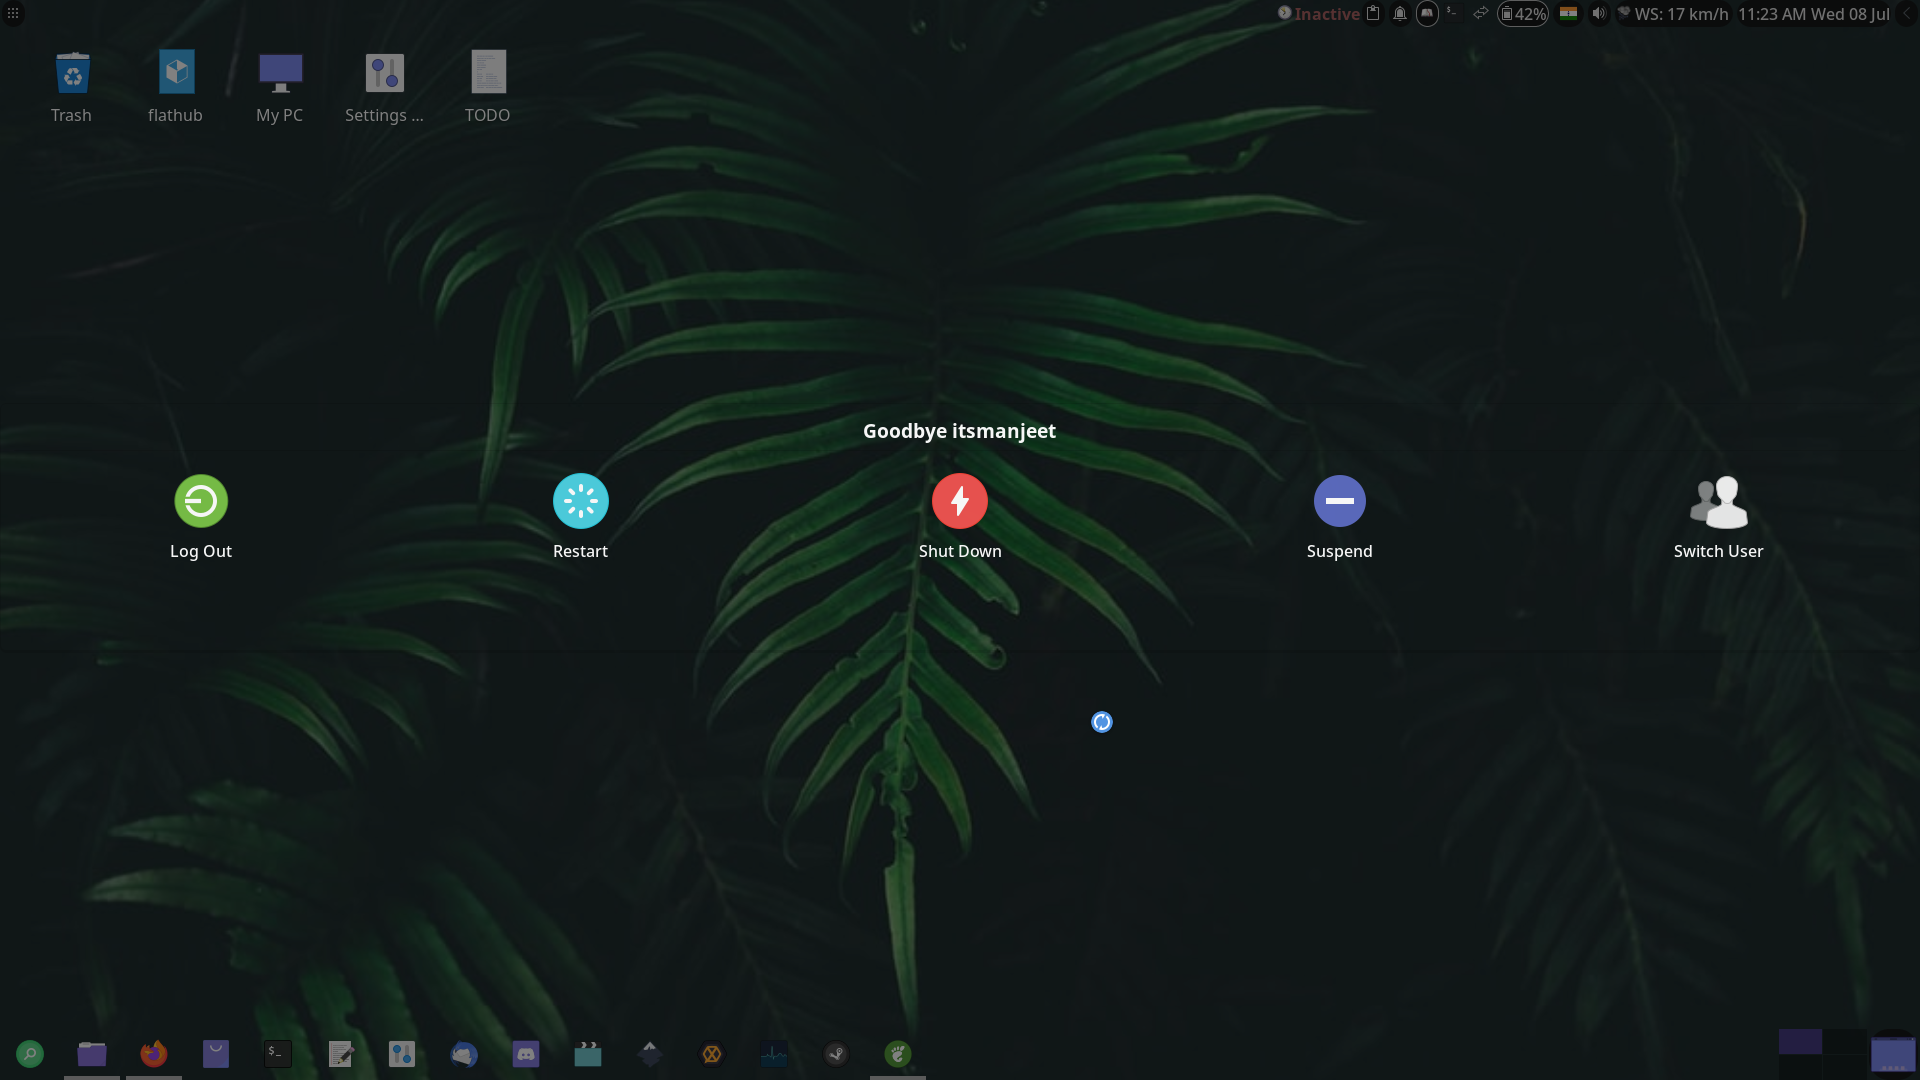 Inactive 42% WS: 17 km/h 11:23 AM Wed 08 Jul
Trash flathub My PC Settings ... TODO
Goodbye itsmanjeet
Log Out Restart Shut Down Suspend Switch User